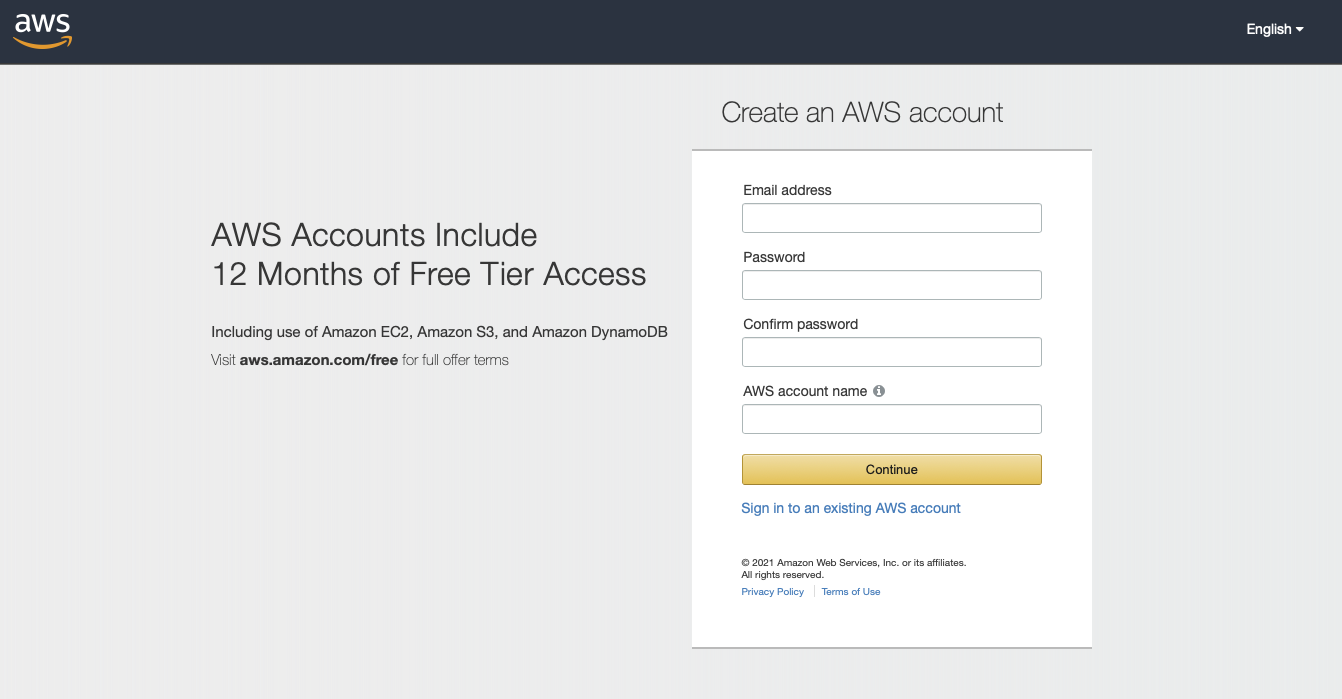 aws
English
Create an AWS account
AWS Accounts Include
12 Months of Free Tier Access
Including use of Amazon EC2, Amazon S3, and Amazon DynamoDB
Visit aws.amazon.com/free for full offer terms
Email address
Password
Confirm password
AWS account name
Continue
Sign in to an existing AWS account
© 2021 Amazon Web Services, Inc. or its affiliates.
All rights reserved.
Privacy Policy | Terms of Use